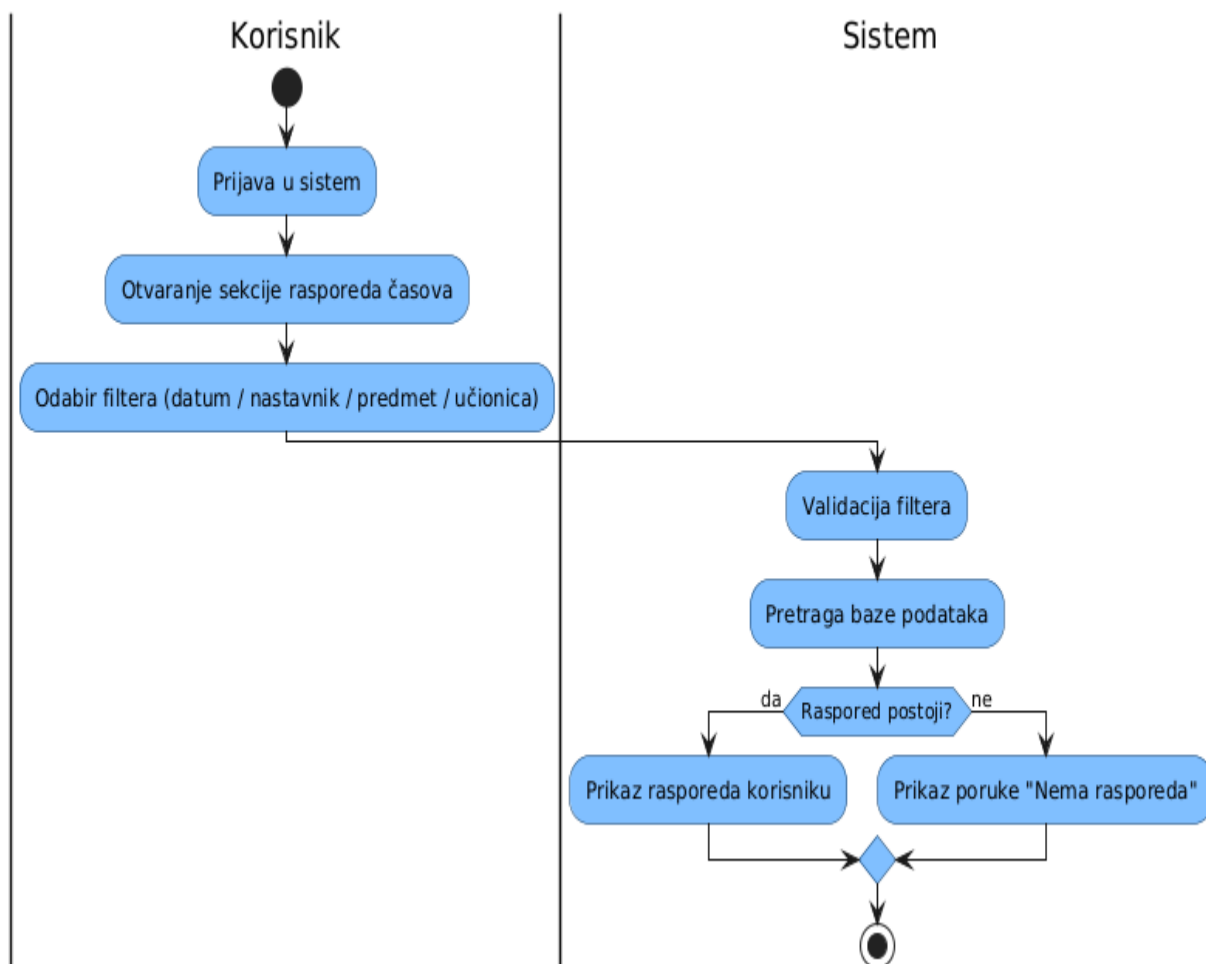 Korisnik
Sistem
Prijava u sistem
Otvaranje sekcije rasporeda časova
Odabir filtera (datum / nastavnik / predmet / učionica)
Validacija filtera
Pretraga baze podataka
da
Raspored postoji?
ne
Prikaz rasporeda korisniku
Prikaz poruke "Nema rasporeda"